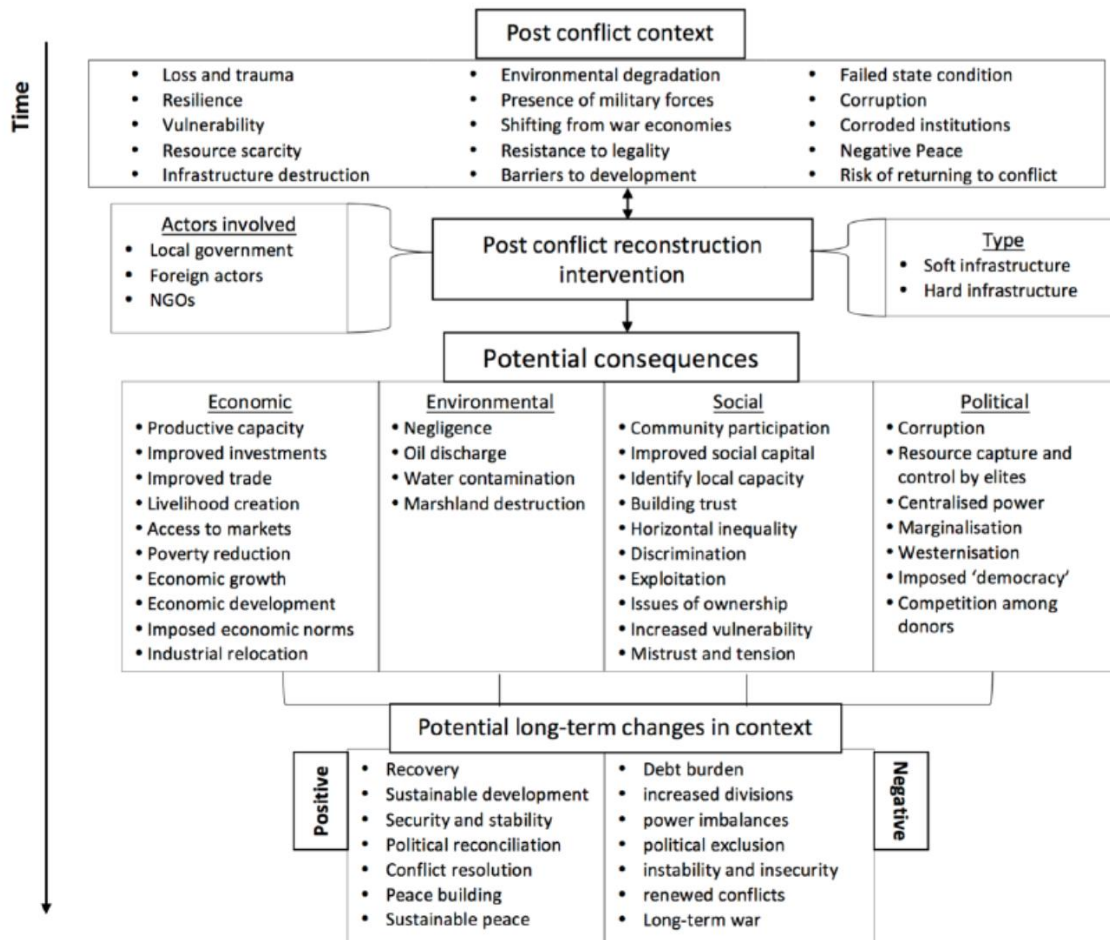 Post conflict context
Time
• Loss and trauma
• Resilience
• Vulnerability
• Resource scarcity
• Infrastructure destruction
• Environmental degradation
• Presence of military forces
• Shifting from war economies
• Resistance to legality
• Barriers to development
• Failed state condition
• Corruption
• Corroded institutions
• Negative Peace
• Risk of returning to conflict
Actors involved
• Local government
• Foreign actors
• NGOs
Post conflict reconstruction
intervention
Type
• Soft infrastructure
• Hard infrastructure
Potential consequences
Economic
• Productive capacity
• Improved investments
• Improved trade
• Livelihood creation
• Access to markets
• Poverty reduction
• Economic growth
• Economic development
• Imposed economic norms
• Industrial relocation
Environmental
• Negligence
• Oil discharge
• Water contamination
• Marshland destruction
Social
• Community participation
• Improved social capital
• Identify local capacity
• Building trust
• Horizontal inequality
• Discrimination
• Exploitation
• Issues of ownership
• Increased vulnerability
• Mistrust and tension
Political
• Corruption
• Resource capture and
control by elites
• Centralised power
• Marginalisation
• Westernisation
• Imposed ‘democracy’
• Competition among
donors
Potential long-term changes in context
Positive
• Recovery
• Sustainable development
• Security and stability
• Political reconciliation
• Conflict resolution
• Peace building
• Sustainable peace
• Debt burden
• increased divisions
• power imbalances
• political exclusion
• instability and insecurity
• renewed conflicts
• Long-term war
Negative